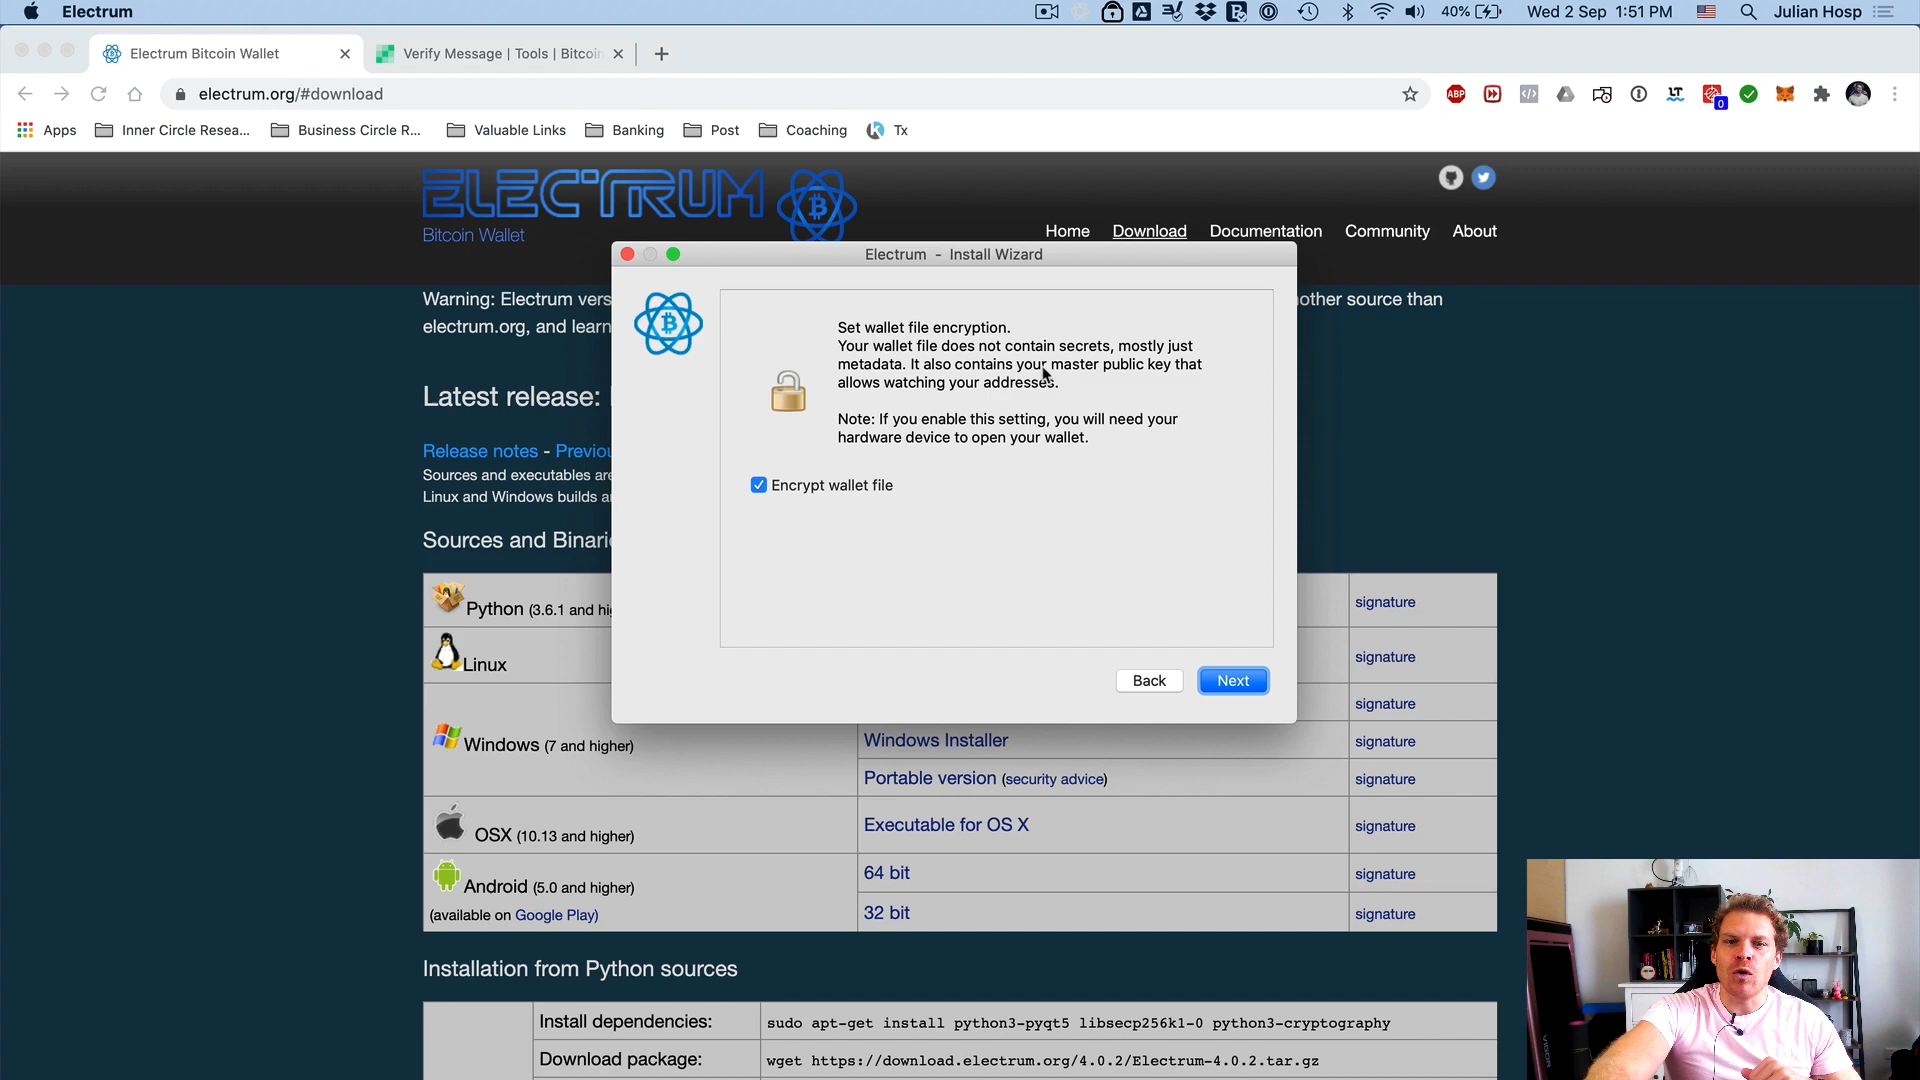 Electrum
40%
Wed 2 Sep 1:51 PM
Julian Hosp
Electrum Bitcoin Wallet
Verify Message | Tools | Bitcoin
electrum.org/#download
ABP
0
Apps
Inner Circle Resea...
Business Circle R...
Valuable Links
Banking
Post
Coaching
Tx
ELECTRUM
Bitcoin Wallet
Home
Download
Documentation
Community
About
Electrum - Install Wizard
Warning: Electrum vers
other source than
electrum.org, and learn
Set wallet file encryption.
Your wallet file does not contain secrets, mostly just
metadata. It also contains your master public key that
allows watching your addresses.
Note: If you enable this setting, you will need your
hardware device to open your wallet.
Encrypt wallet file
Back
Next
Latest release:
Release notes - Previou
Sources and executables are
Linux and Windows builds a
Sources and Binari
Python (3.6.1 and hi
signature
Linux
signature
signature
Windows (7 and higher)
Windows Installer
signature
Portable version (security advice)
signature
OSX (10.13 and higher)
Executable for OS X
signature
Android (5.0 and higher)
(available on Google Play)
64 bit
signature
32 bit
signature
Installation from Python sources
Install dependencies:
sudo apt-get install python3-pyqt5 libsecp256k1-0 python3-cryptography
Download package:
wget https://download.electrum.org/4.0.2/Electrum-4.0.2.tar.gz